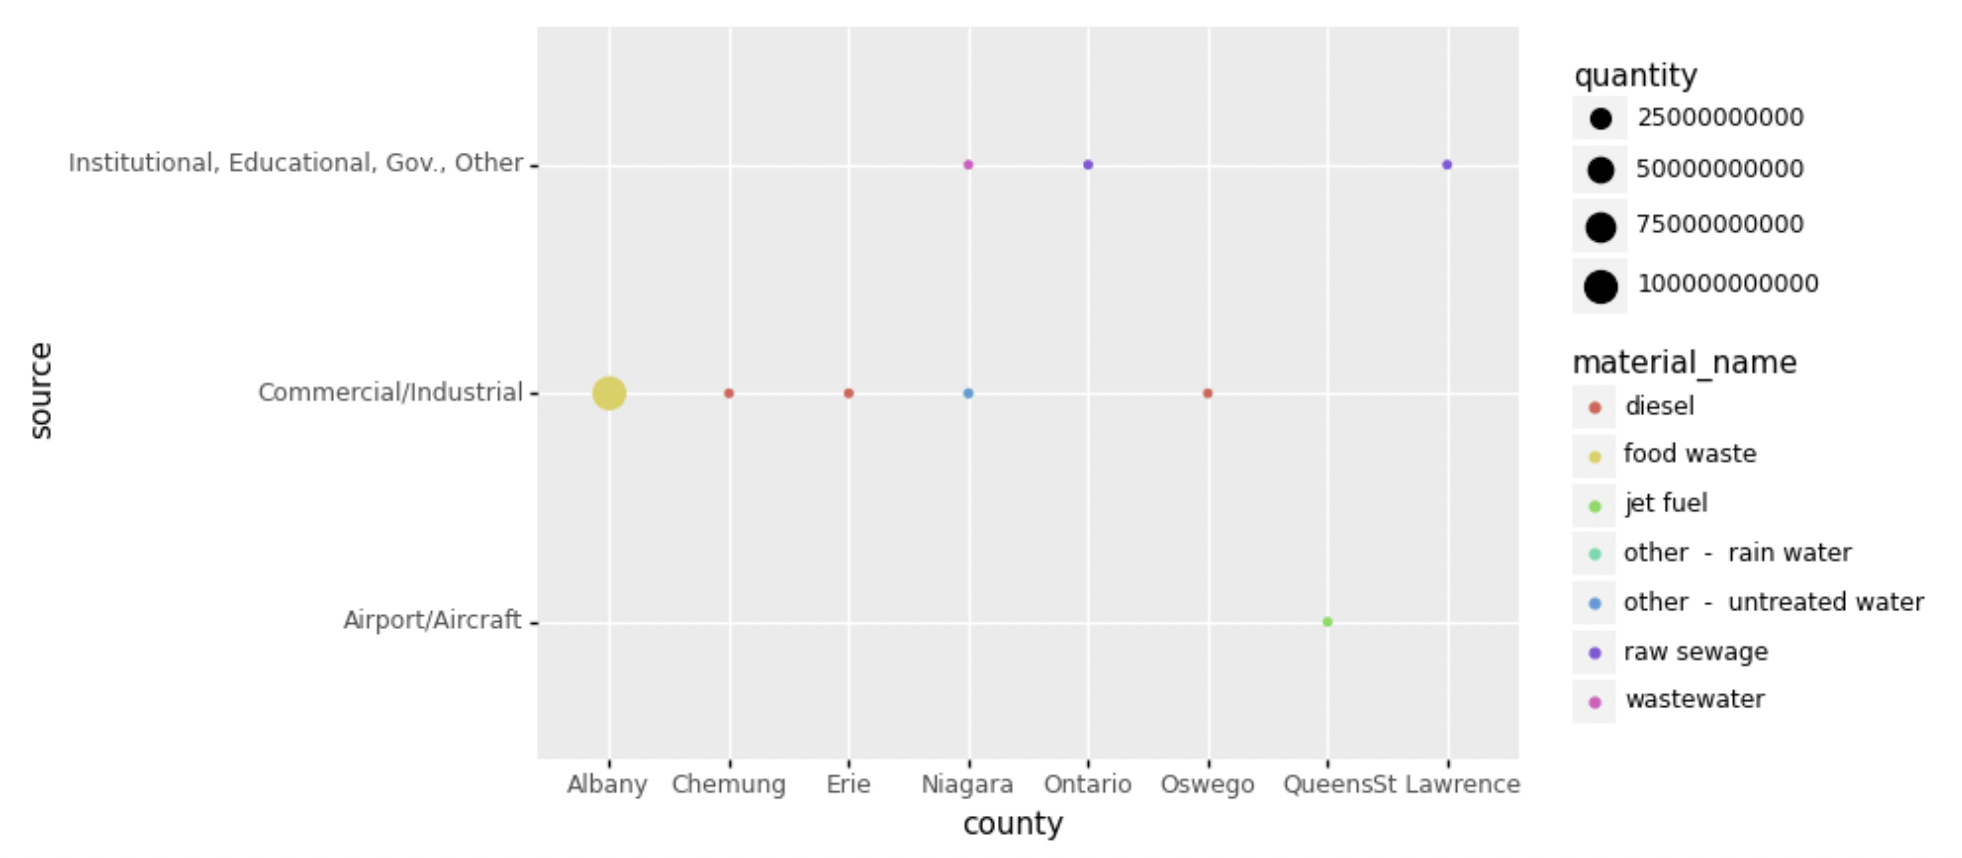 source
Institutional, Educational, Gov., Other
Commercial/Industrial
Airport/Aircraft
Albany Chemung Erie Niagara Ontario Oswego Queens St Lawrence
county
quantity
25000000000
50000000000
75000000000
100000000000
material_name
diesel
food waste
jet fuel
other - rain water
other - untreated water
raw sewage
wastewater